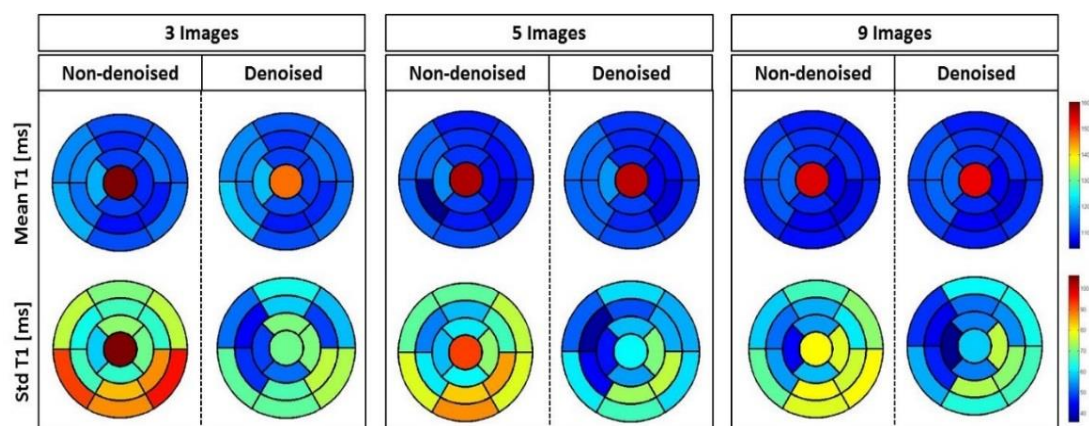 3 Images
5 Images
9 Images
Non-denoised
Denoised
Non-denoised
Denoised
Non-denoised
Denoised
Mean T1 [ms]
Std T1 [ms]